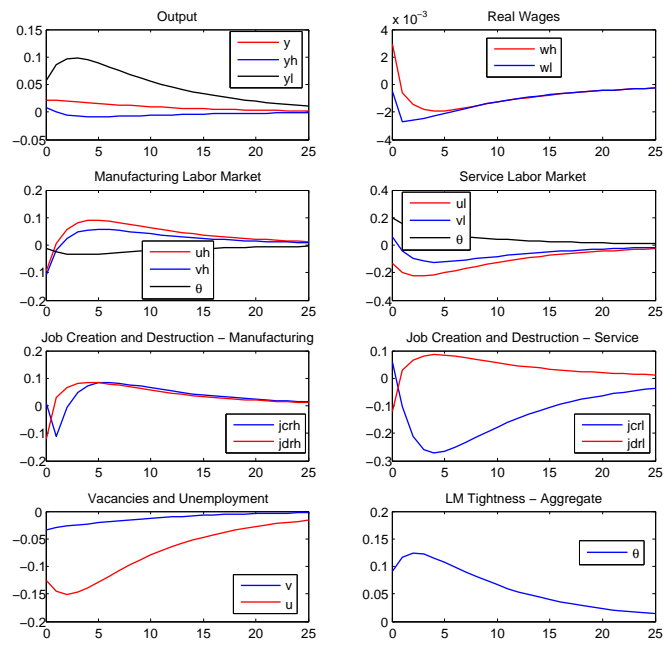 Output
0.15
0.1
0.05
0
−0.05
0 5 10 15 20 25
y
yh
yl
Real Wages
x 10⁻³
4
2
0
−2
−4
0 5 10 15 20 25
wh
wl
Manufacturing Labor Market
0.2
0.1
0
−0.1
−0.2
0 5 10 15 20 25
uh
vh
θ
Service Labor Market
0.4
0.2
0
−0.2
−0.4
0 5 10 15 20 25
ul
vl
θ
Job Creation and Destruction − Manufacturing
0.2
0.1
0
−0.1
−0.2
0 5 10 15 20 25
jcrh
jdrh
Job Creation and Destruction − Service
0.1
0
−0.1
−0.2
−0.3
0 5 10 15 20 25
jcrl
jdrl
Vacancies and Unemployment
0
−0.05
−0.1
−0.15
−0.2
0 5 10 15 20 25
v
u
LM Tightness − Aggregate
0.2
0.15
0.1
0.05
0
0 5 10 15 20 25
θ